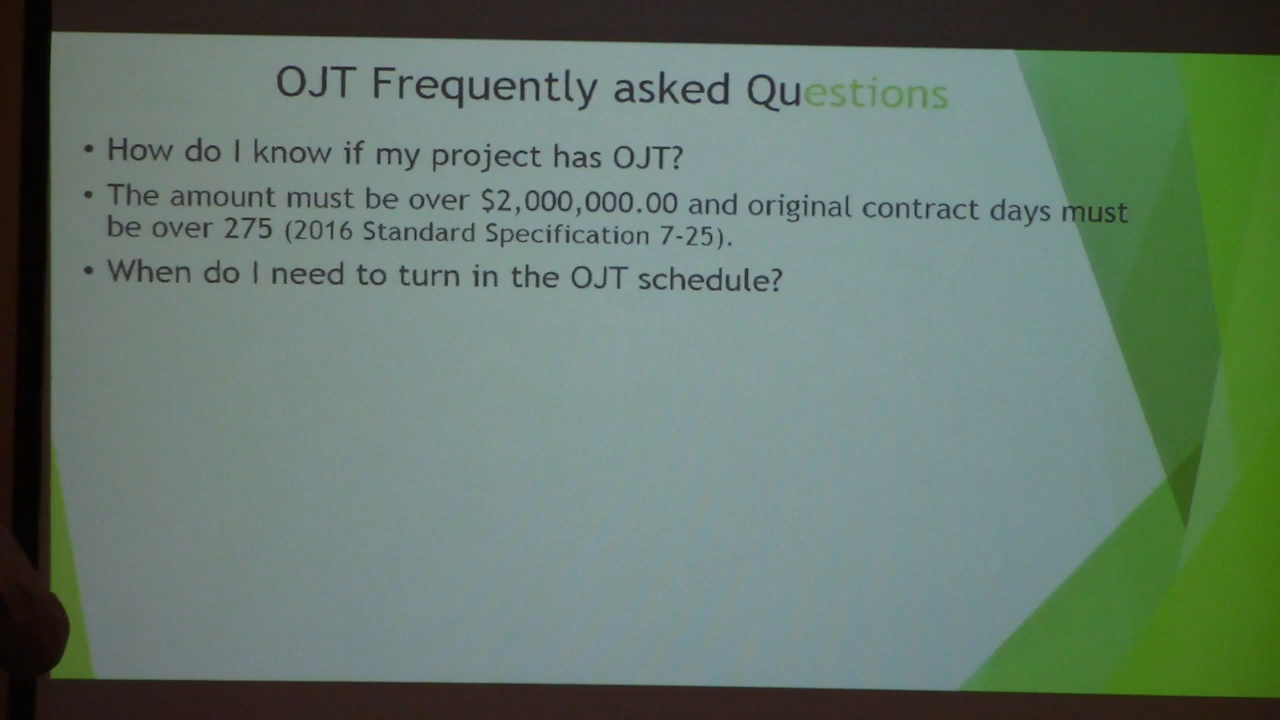 OJT Frequently asked Questions
• How do I know if my project has OJT?
• The amount must be over $2,000,000.00 and original contract days must
be over 275 (2016 Standard Specification 7-25).
• When do I need to turn in the OJT schedule?